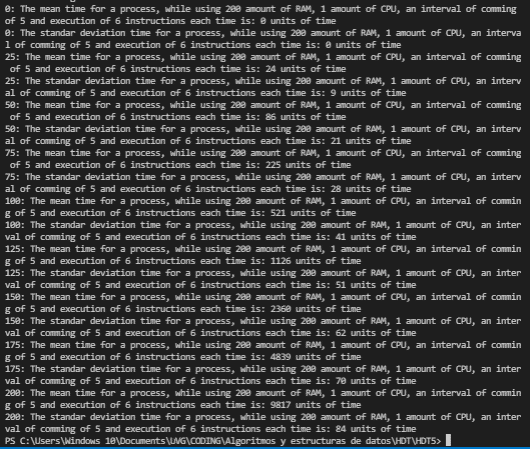 0: The mean time for a process, while using 200 amount of RAM, 1 amount of CPU, an interval of comming
of 5 and execution of 6 instructions each time is: 0 units of time
0: The standar deviation time for a process, while using 200 amount of RAM, 1 amount of CPU, an interva
l of comming of 5 and execution of 6 instructions each time is: 0 units of time
25: The mean time for a process, while using 200 amount of RAM, 1 amount of CPU, an interval of comming
 of 5 and execution of 6 instructions each time is: 24 units of time
25: The standar deviation time for a process, while using 200 amount of RAM, 1 amount of CPU, an interv
al of comming of 5 and execution of 6 instructions each time is: 9 units of time
50: The mean time for a process, while using 200 amount of RAM, 1 amount of CPU, an interval of comming
 of 5 and execution of 6 instructions each time is: 86 units of time
50: The standar deviation time for a process, while using 200 amount of RAM, 1 amount of CPU, an interv
al of comming of 5 and execution of 6 instructions each time is: 21 units of time
75: The mean time for a process, while using 200 amount of RAM, 1 amount of CPU, an interval of comming
 of 5 and execution of 6 instructions each time is: 225 units of time
75: The standar deviation time for a process, while using 200 amount of RAM, 1 amount of CPU, an interv
al of comming of 5 and execution of 6 instructions each time is: 28 units of time
100: The mean time for a process, while using 200 amount of RAM, 1 amount of CPU, an interval of commin
g of 5 and execution of 6 instructions each time is: 521 units of time
100: The standar deviation time for a process, while using 200 amount of RAM, 1 amount of CPU, an inter
val of comming of 5 and execution of 6 instructions each time is: 41 units of time
125: The mean time for a process, while using 200 amount of RAM, 1 amount of CPU, an interval of commin
g of 5 and execution of 6 instructions each time is: 1126 units of time
125: The standar deviation time for a process, while using 200 amount of RAM, 1 amount of CPU, an inter
val of comming of 5 and execution of 6 instructions each time is: 51 units of time
150: The mean time for a process, while using 200 amount of RAM, 1 amount of CPU, an interval of commin
g of 5 and execution of 6 instructions each time is: 2360 units of time
150: The standar deviation time for a process, while using 200 amount of RAM, 1 amount of CPU, an inter
val of comming of 5 and execution of 6 instructions each time is: 62 units of time
175: The mean time for a process, while using 200 amount of RAM, 1 amount of CPU, an interval of commin
g of 5 and execution of 6 instructions each time is: 4839 units of time
175: The standar deviation time for a process, while using 200 amount of RAM, 1 amount of CPU, an inter
val of comming of 5 and execution of 6 instructions each time is: 70 units of time
200: The mean time for a process, while using 200 amount of RAM, 1 amount of CPU, an interval of commin
g of 5 and execution of 6 instructions each time is: 9817 units of time
200: The standar deviation time for a process, while using 200 amount of RAM, 1 amount of CPU, an inter
val of comming of 5 and execution of 6 instructions each time is: 84 units of time
PS C:\Users\Windows 10\Documents\UVG\CODING\Algoritmos y estructuras de datos\HDT\HDT5>